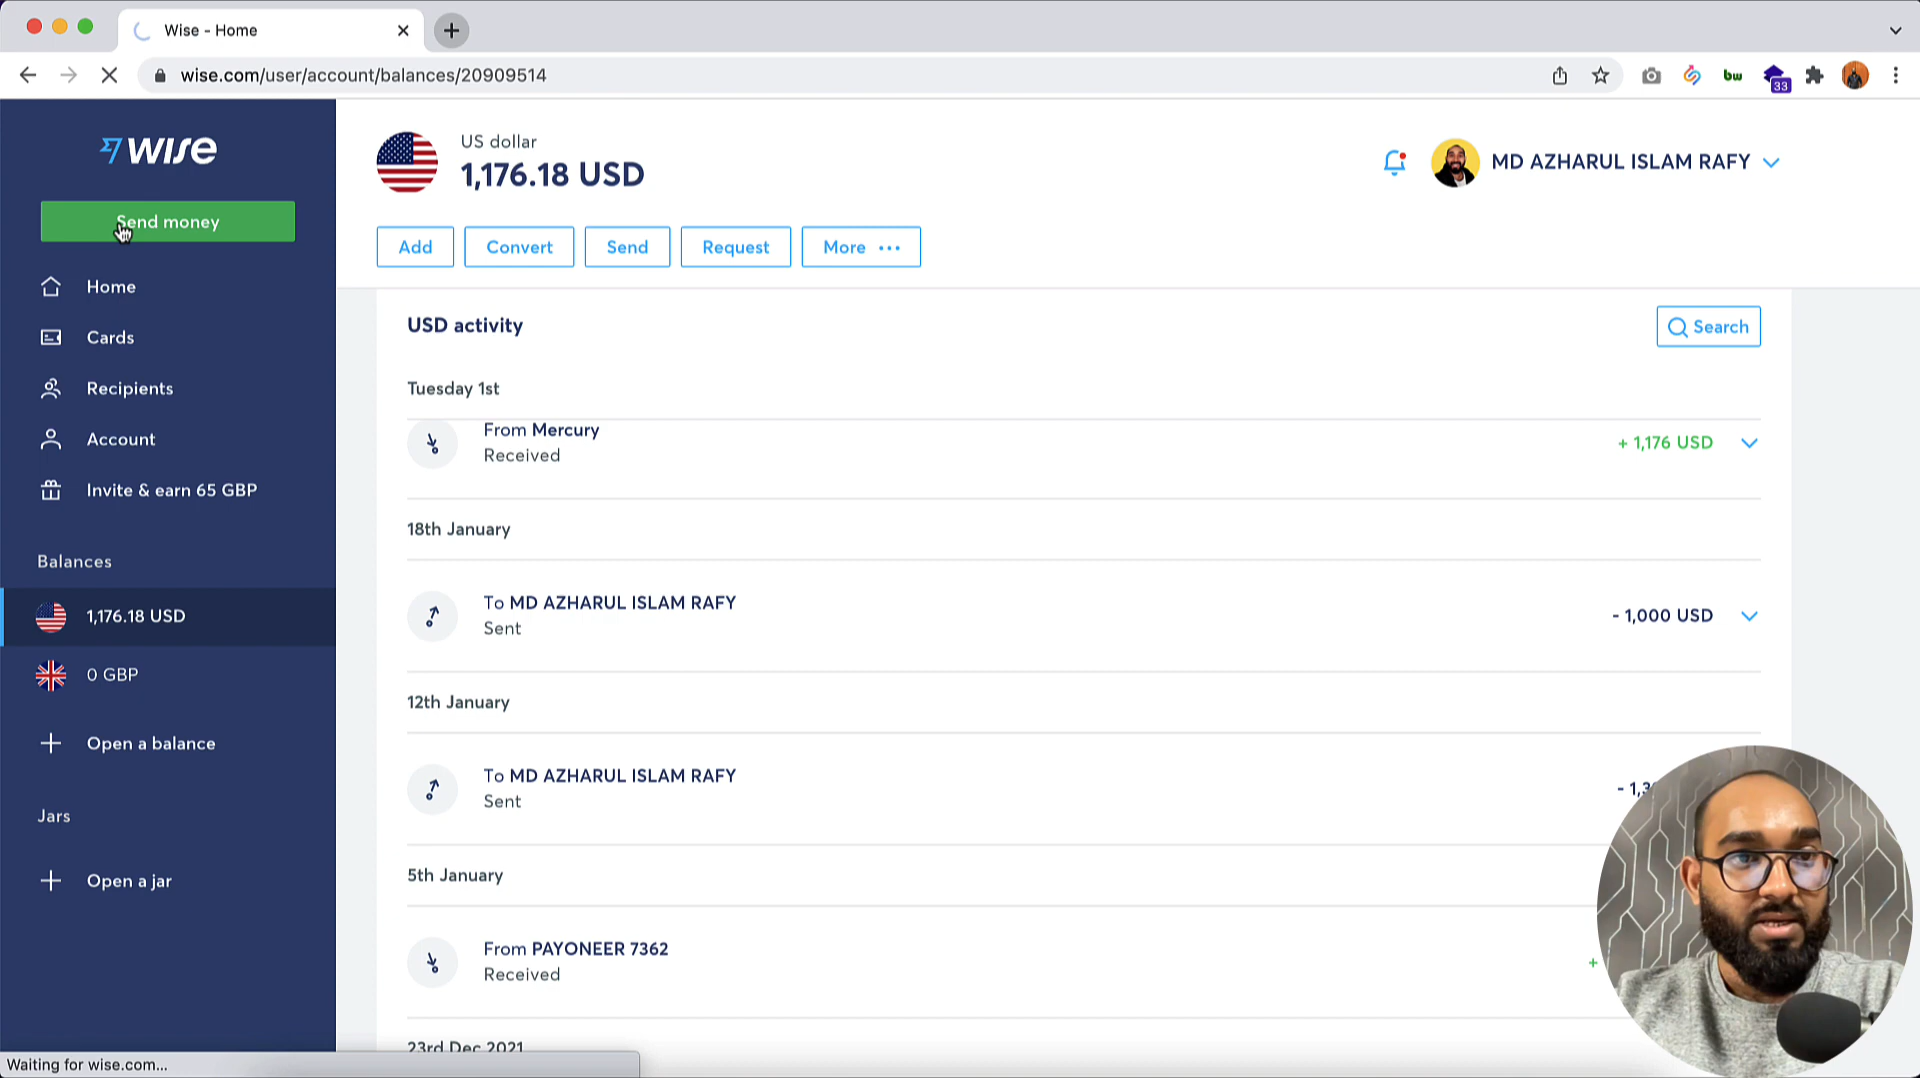 Wise - Home
wise.com/user/account/balances/20909514
bw
33
WISE
Send money
Home
Cards
Recipients
Account
Invite & earn 65 GBP
Balances
1,176.18 USD
0 GBP
Open a balance
Jars
Open a jar
US dollar
1,176.18 USD
MD AZHARUL ISLAM RAFY
Add
Convert
Send
Request
More
USD activity
Search
Tuesday 1st
From Mercury
+ 1,176 USD
Received
18th January
To MD AZHARUL ISLAM RAFY
- 1,000 USD
Sent
12th January
To MD AZHARUL ISLAM RAFY
Sent
5th January
From PAYONEER 7362
Received
23rd Dec 2021
Waiting for wise.com...